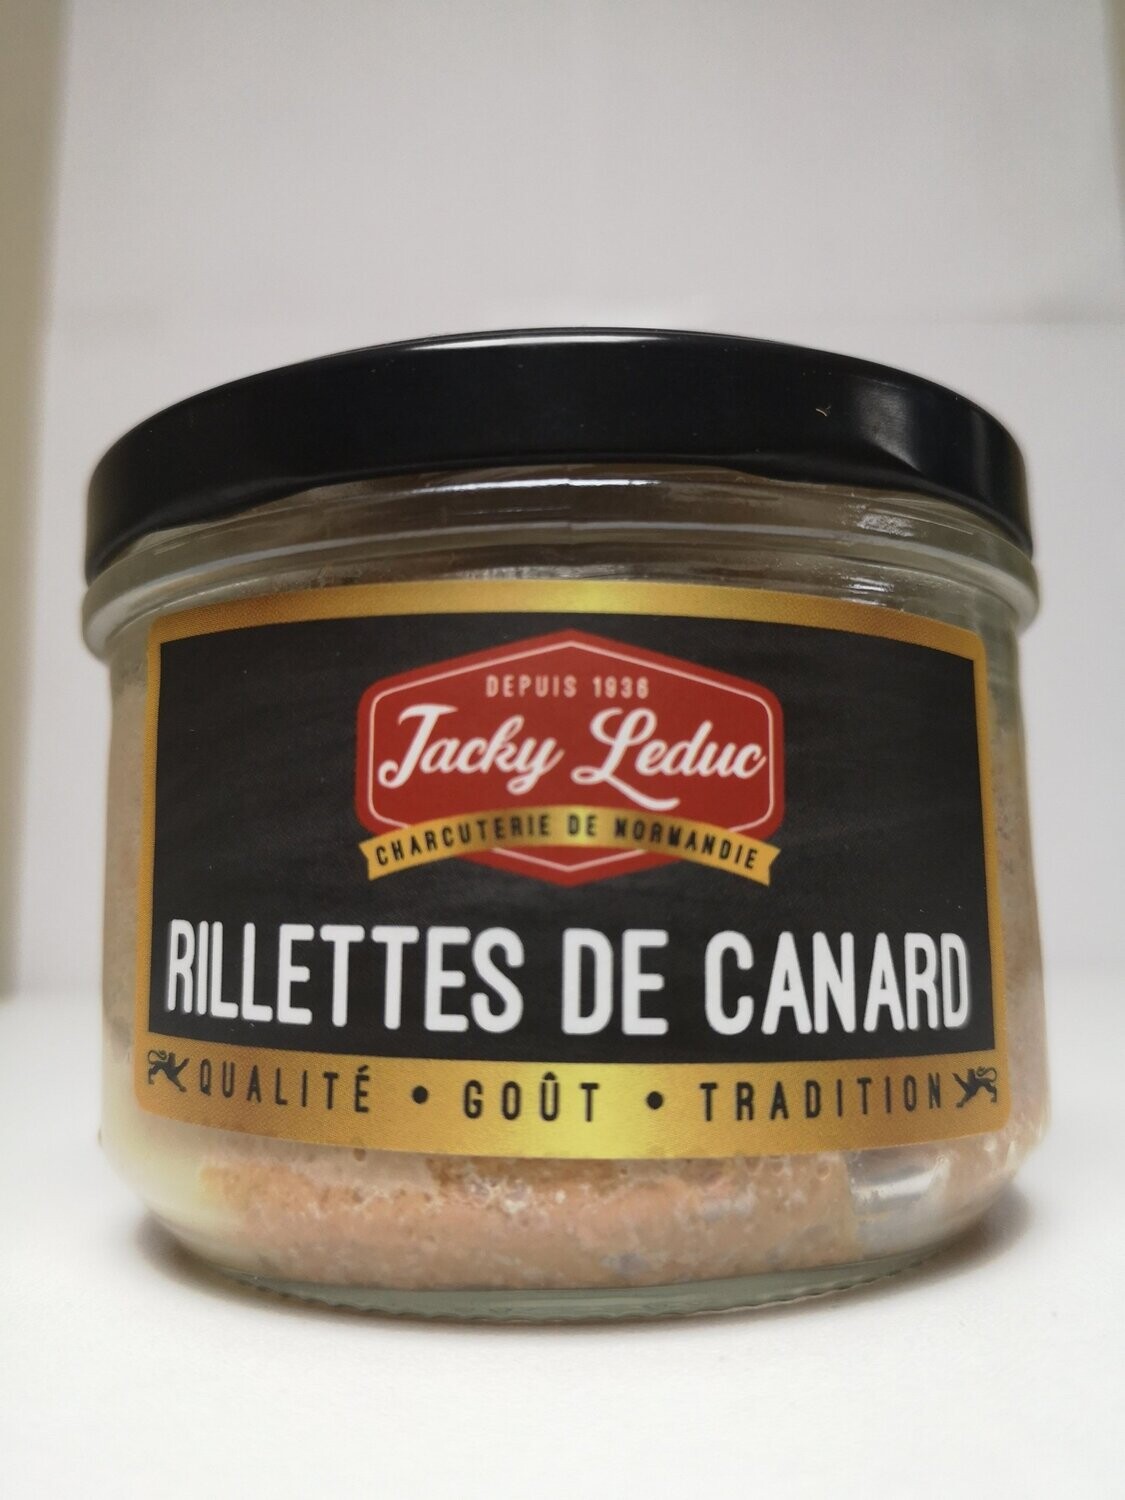 DEPUIS 1936
Jacky Leduc
CHARCUTERIE DE NORMANDIE
RILLETTES DE CANARD
QUALITÉ • GOÛT • TRADITION